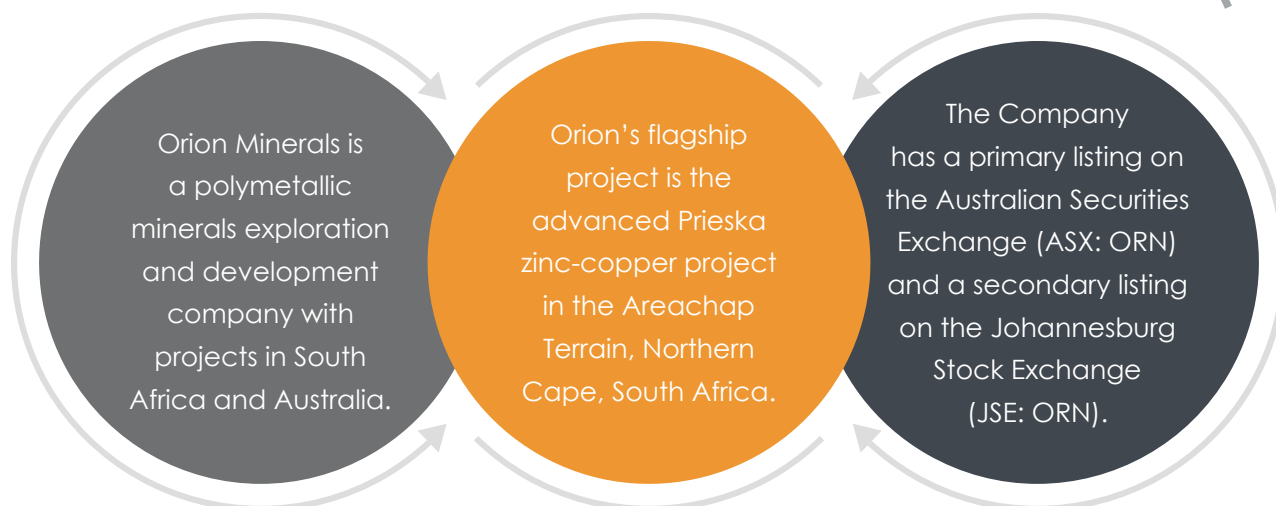 Orion Minerals is
a polymetallic
minerals exploration
and development
company with
projects in South
Africa and Australia.
Orion’s flagship
project is the
advanced Prieska
zinc-copper project
in the Areachap
Terrain, Northern
Cape, South Africa.
The Company
has a primary listing on
the Australian Securities
Exchange (ASX: ORN)
and a secondary listing
on the Johannesburg
Stock Exchange
(JSE: ORN).